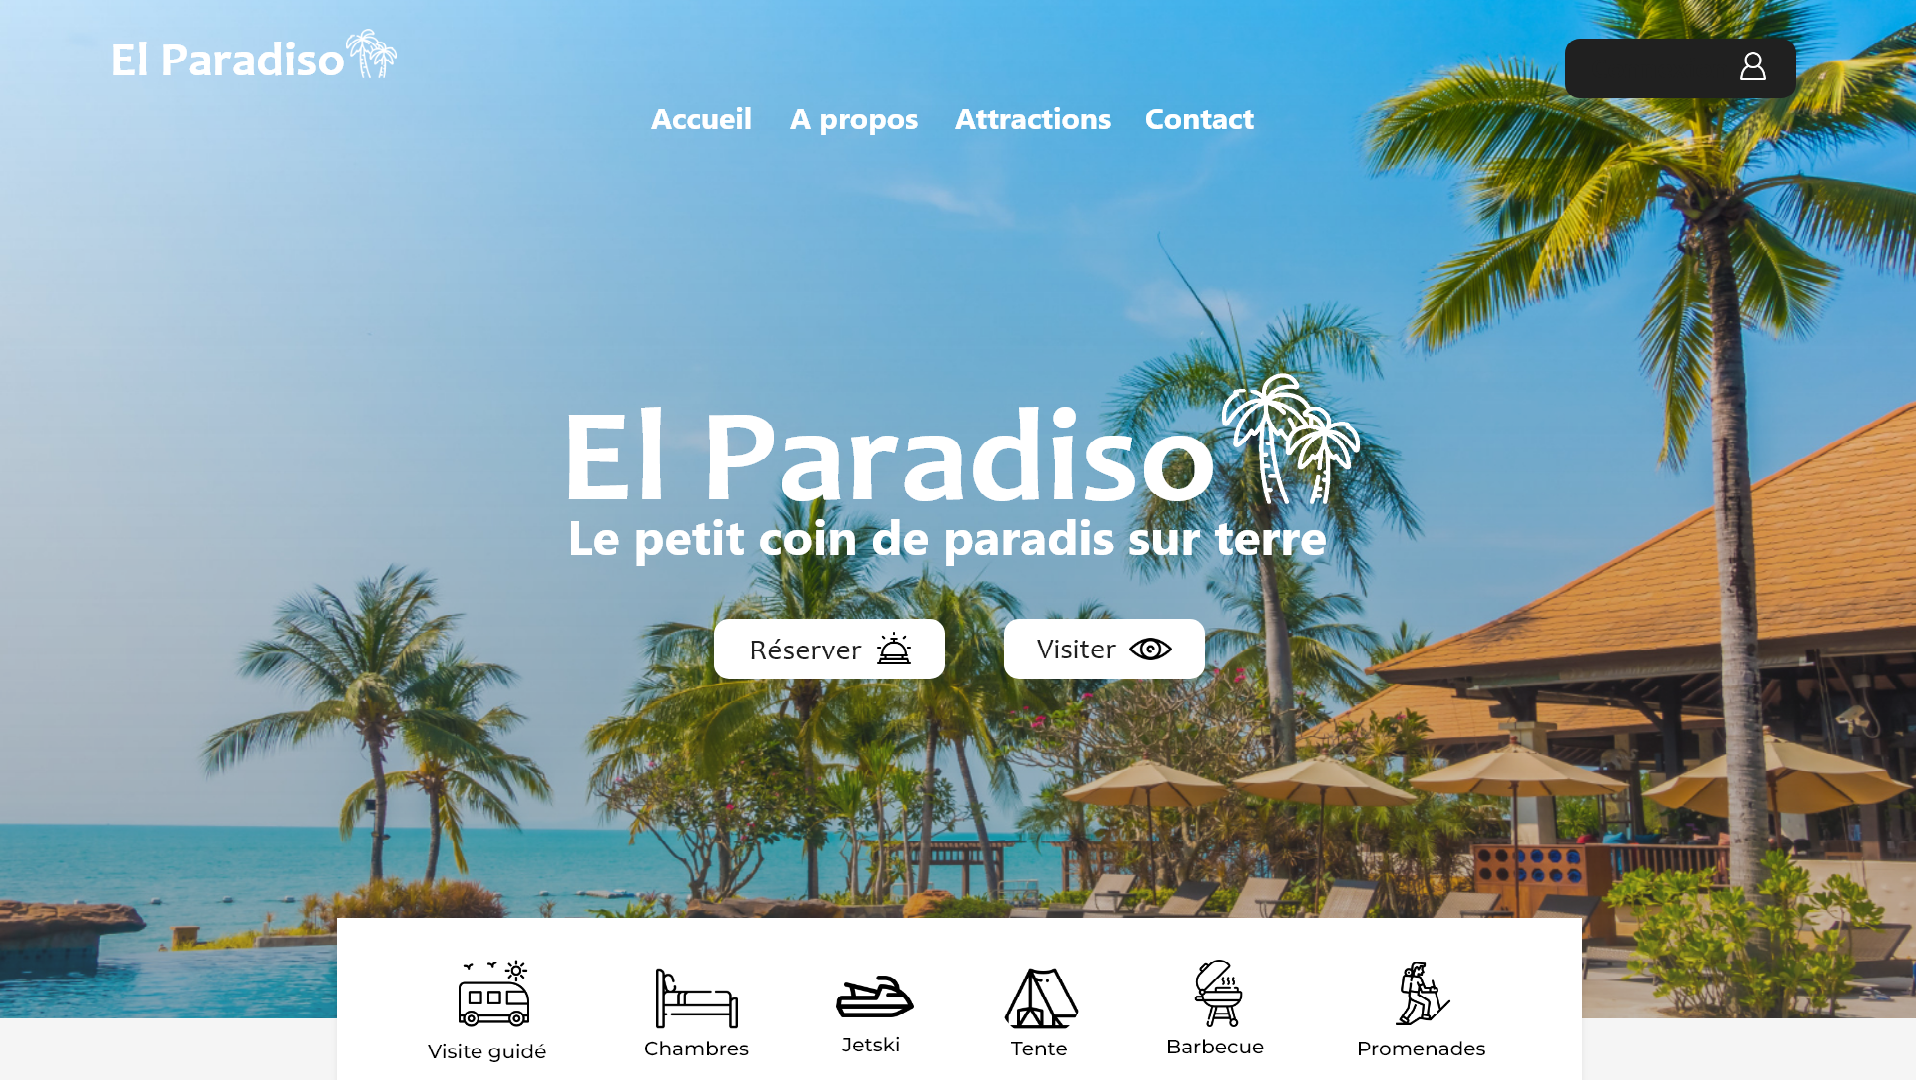 El Paradiso
Accueil A propos Attractions Contact
El Paradiso
Le petit coin de paradis sur terre
Réserver Visiter
Visite guidé Chambres Jetski Tente Barbecue Promenades